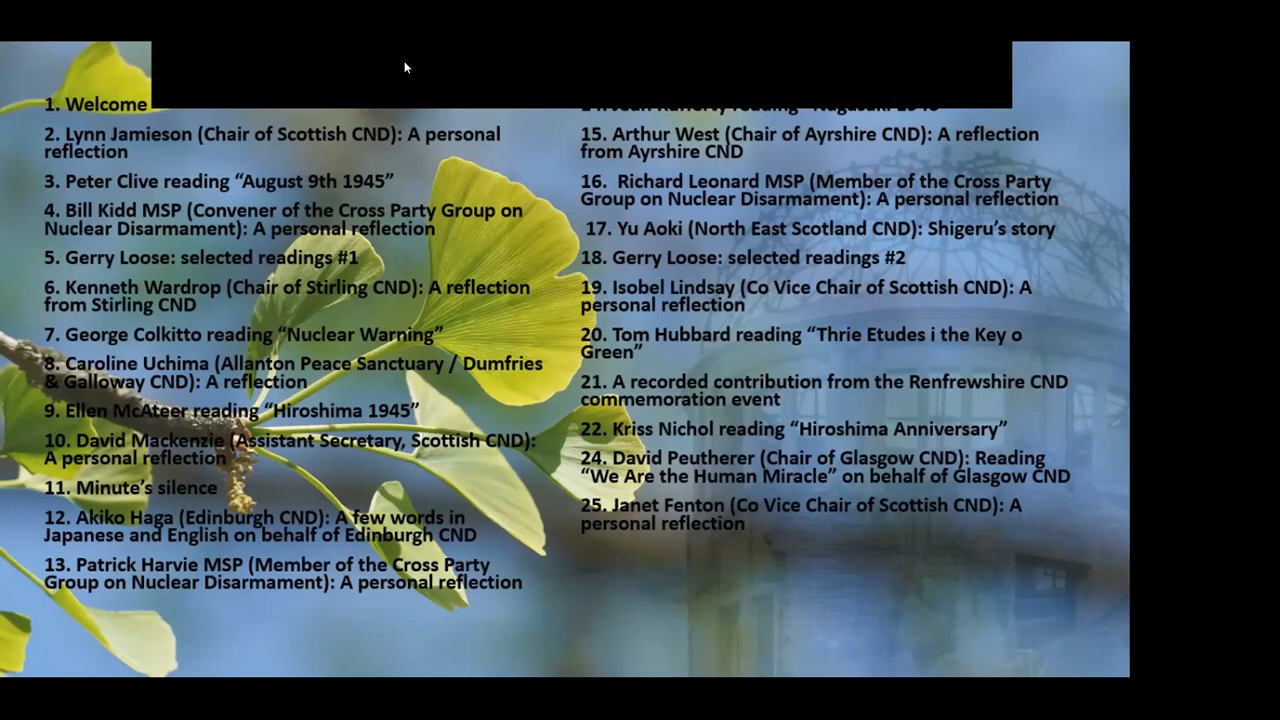 1. Welcome
2. Lynn Jamieson (Chair of Scottish CND): A personal
reflection
3. Peter Clive reading “August 9th 1945”
4. Bill Kidd MSP (Convener of the Cross Party Group on
Nuclear Disarmament): A personal reflection
5. Gerry Loose: selected readings #1
6. Kenneth Wardrop (Chair of Stirling CND): A reflection
from Stirling CND
7. George Colkitto reading “Nuclear Warning”
8. Caroline Uchima (Allanton Peace Sanctuary / Dumfries
& Galloway CND): A reflection
9. Ellen McAteer reading “Hiroshima 1945”
10. David Mackenzie (Assistant Secretary, Scottish CND):
A personal reflection
11. Minute’s silence
12. Akiko Haga (Edinburgh CND): A few words in
Japanese and English on behalf of Edinburgh CND
13. Patrick Harvie MSP (Member of the Cross Party
Group on Nuclear Disarmament): A personal reflection
15. Arthur West (Chair of Ayrshire CND): A reflection
from Ayrshire CND
16. Richard Leonard MSP (Member of the Cross Party
Group on Nuclear Disarmament): A personal reflection
17. Yu Aoki (North East Scotland CND): Shigeru’s story
18. Gerry Loose: selected readings #2
19. Isobel Lindsay (Co Vice Chair of Scottish CND): A
personal reflection
20. Tom Hubbard reading “Thrie Etudes i the Key o
Green”
21. A recorded contribution from the Renfrewshire CND
commemoration event
22. Kriss Nichol reading “Hiroshima Anniversary”
24. David Peutherer (Chair of Glasgow CND): Reading
“We Are the Human Miracle” on behalf of Glasgow CND
25. Janet Fenton (Co Vice Chair of Scottish CND): A
personal reflection